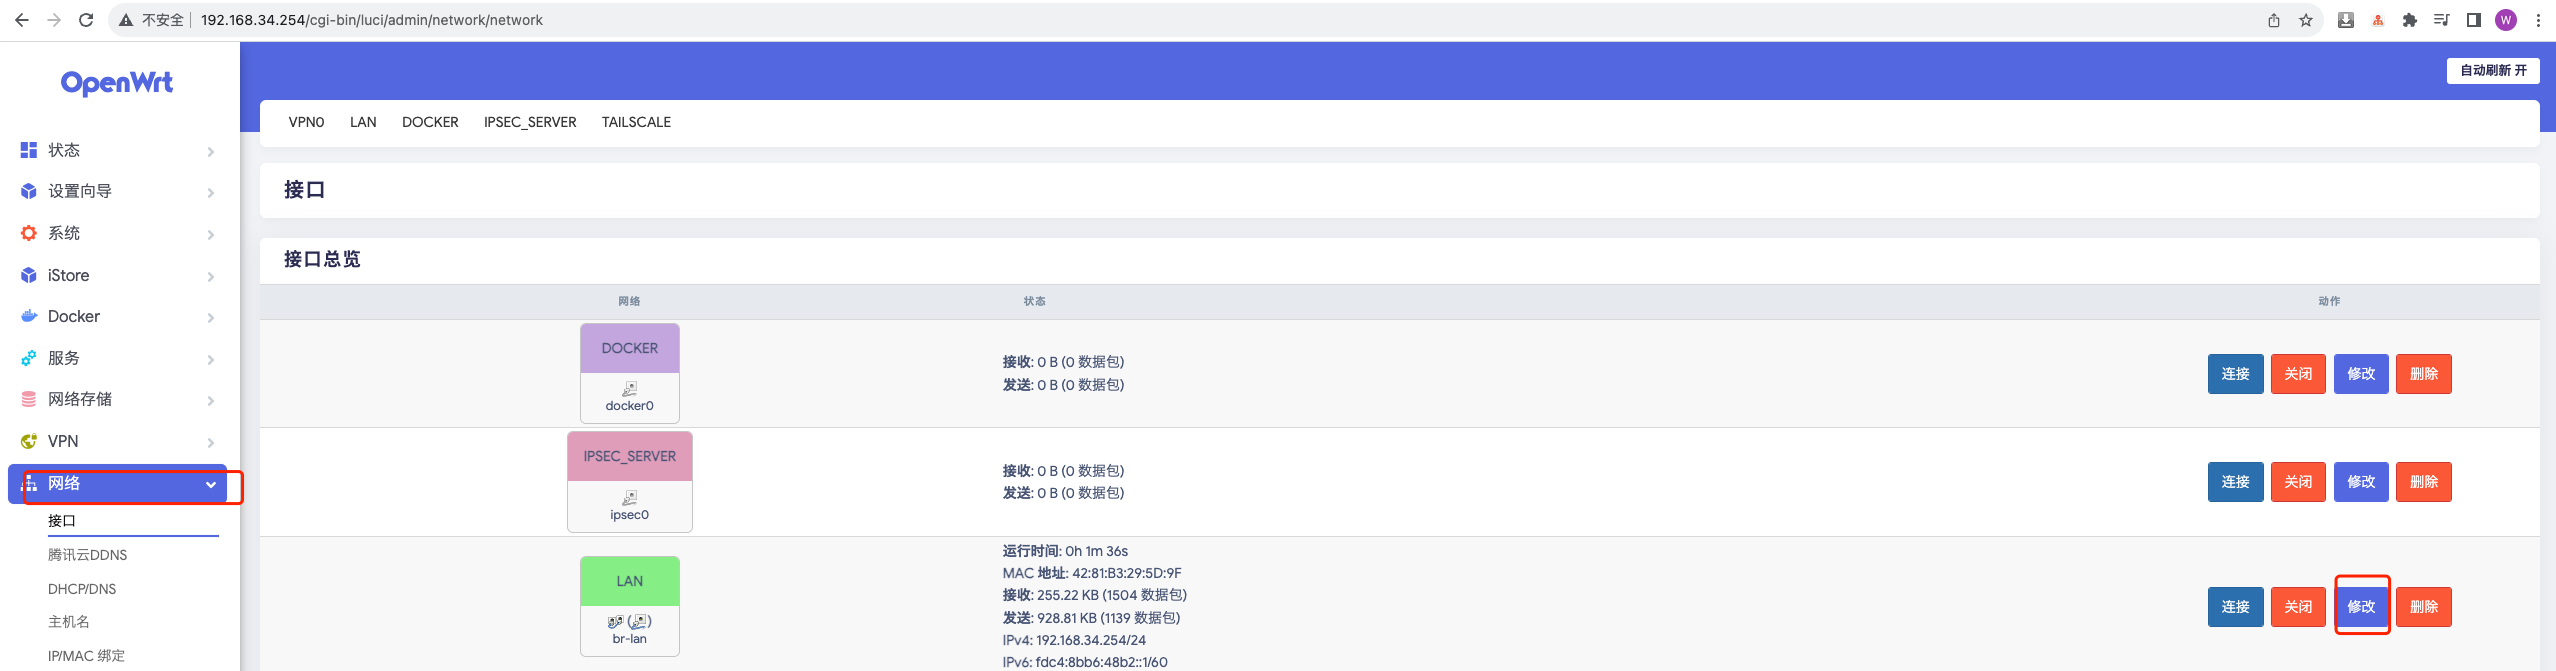 不安全 192.168.34.254/cgi-bin/luci/admin/network/network
W
OpenWrt
自动刷新 开
VPN0 LAN DOCKER IPSEC_SERVER TAILSCALE
状态
设置向导
系统
iStore
Docker
服务
网络存储
VPN
网络
接口
腾讯云DDNS
DHCP/DNS
主机名
IP/MAC 绑定
接口
接口总览
网络 状态 动作
DOCKER
docker0
接收: 0 B (0 数据包)
发送: 0 B (0 数据包)
连接 关闭 修改 删除
IPSEC_SERVER
ipsec0
接收: 0 B (0 数据包)
发送: 0 B (0 数据包)
连接 关闭 修改 删除
LAN
( )
br-lan
运行时间: 0h 1m 36s
MAC 地址: 42:81:B3:29:5D:9F
接收: 255.22 KB (1504 数据包)
发送: 928.81 KB (1139 数据包)
IPv4: 192.168.34.254/24
IPv6: fdc4:8bb6:48b2::1/60
连接 关闭 修改 删除